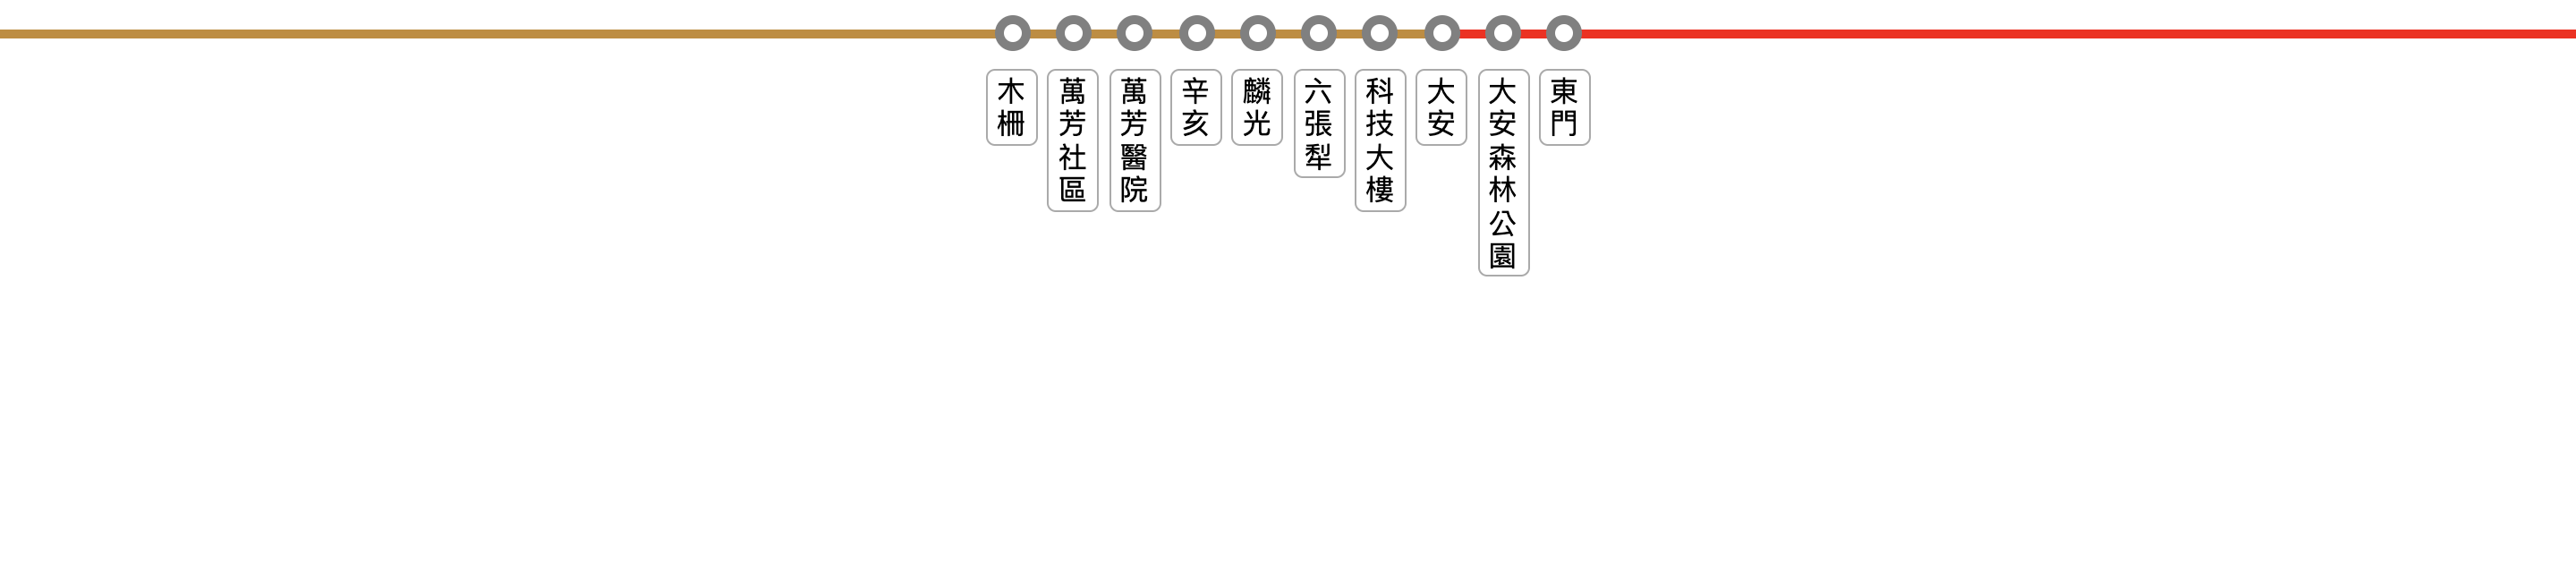 木柵
萬芳社區
萬芳醫院
辛亥
麟光
六張犁
科技大樓
大安
大安森林公園
東門